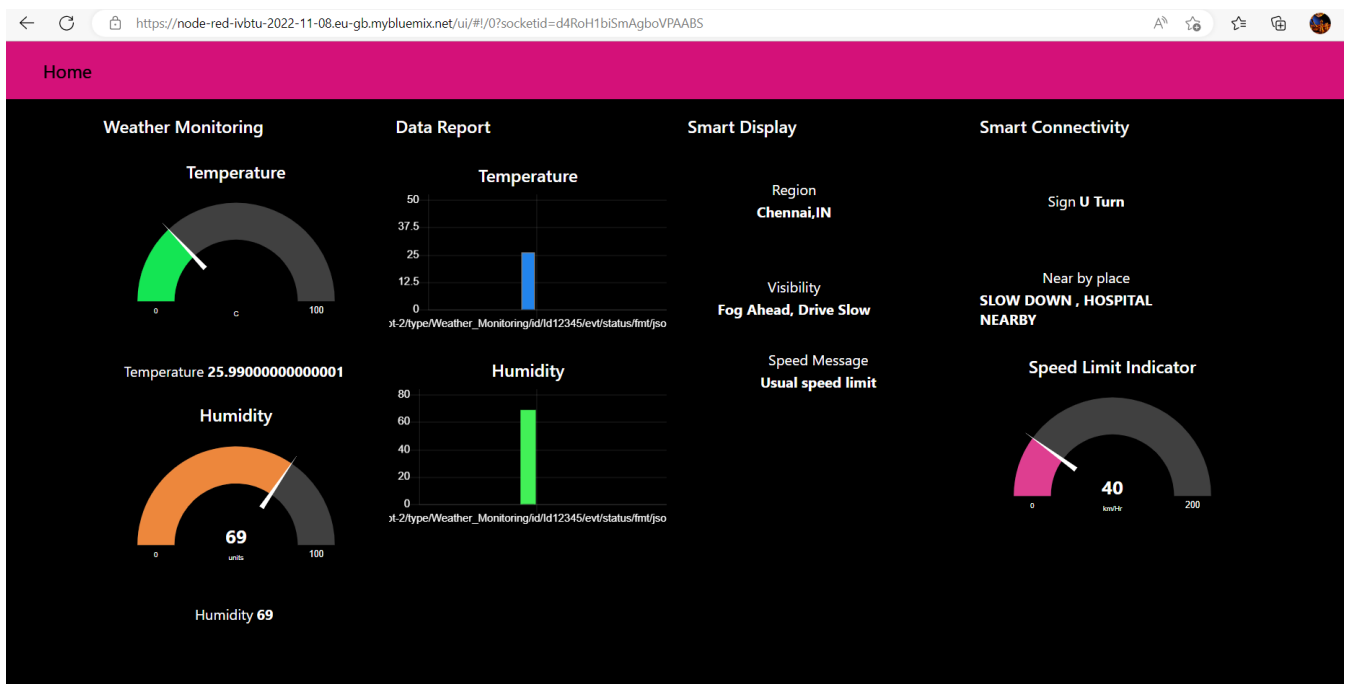 https://node-red-ivbtu-2022-11-08.eu-gb.mybluemix.net/ui/#!/0?socketid=d4RoH1biSmAgboVPAABS
Home
Weather Monitoring
Temperature
0
C
100
Temperature 25.99000000000001
Humidity
69
units
0
100
Humidity 69
Data Report
Temperature
50
37.5
25
12.5
0
ot-2/type/Weather_Monitoring/id/Id12345/evt/status/fmt/jso
Humidity
80
60
40
20
0
ot-2/type/Weather_Monitoring/id/Id12345/evt/status/fmt/jso
Smart Display
Region
Chennai,IN
Visibility
Fog Ahead, Drive Slow
Speed Message
Usual speed limit
Smart Connectivity
Sign U Turn
Near by place
SLOW DOWN , HOSPITAL
NEARBY
Speed Limit Indicator
40
km/Hr
0
200